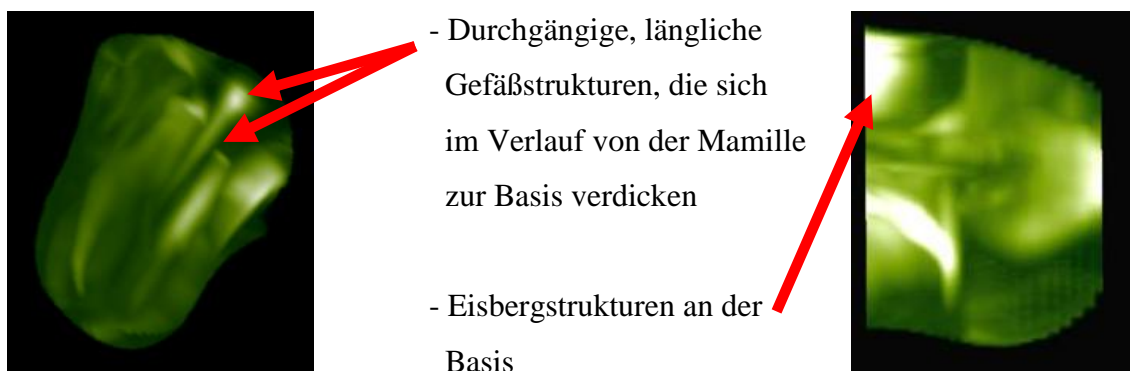 - Durchgängige, längliche
Gefäßstrukturen, die sich
im Verlauf von der Mamille
zur Basis verdicken
- Eisbergstrukturen an der
Basis